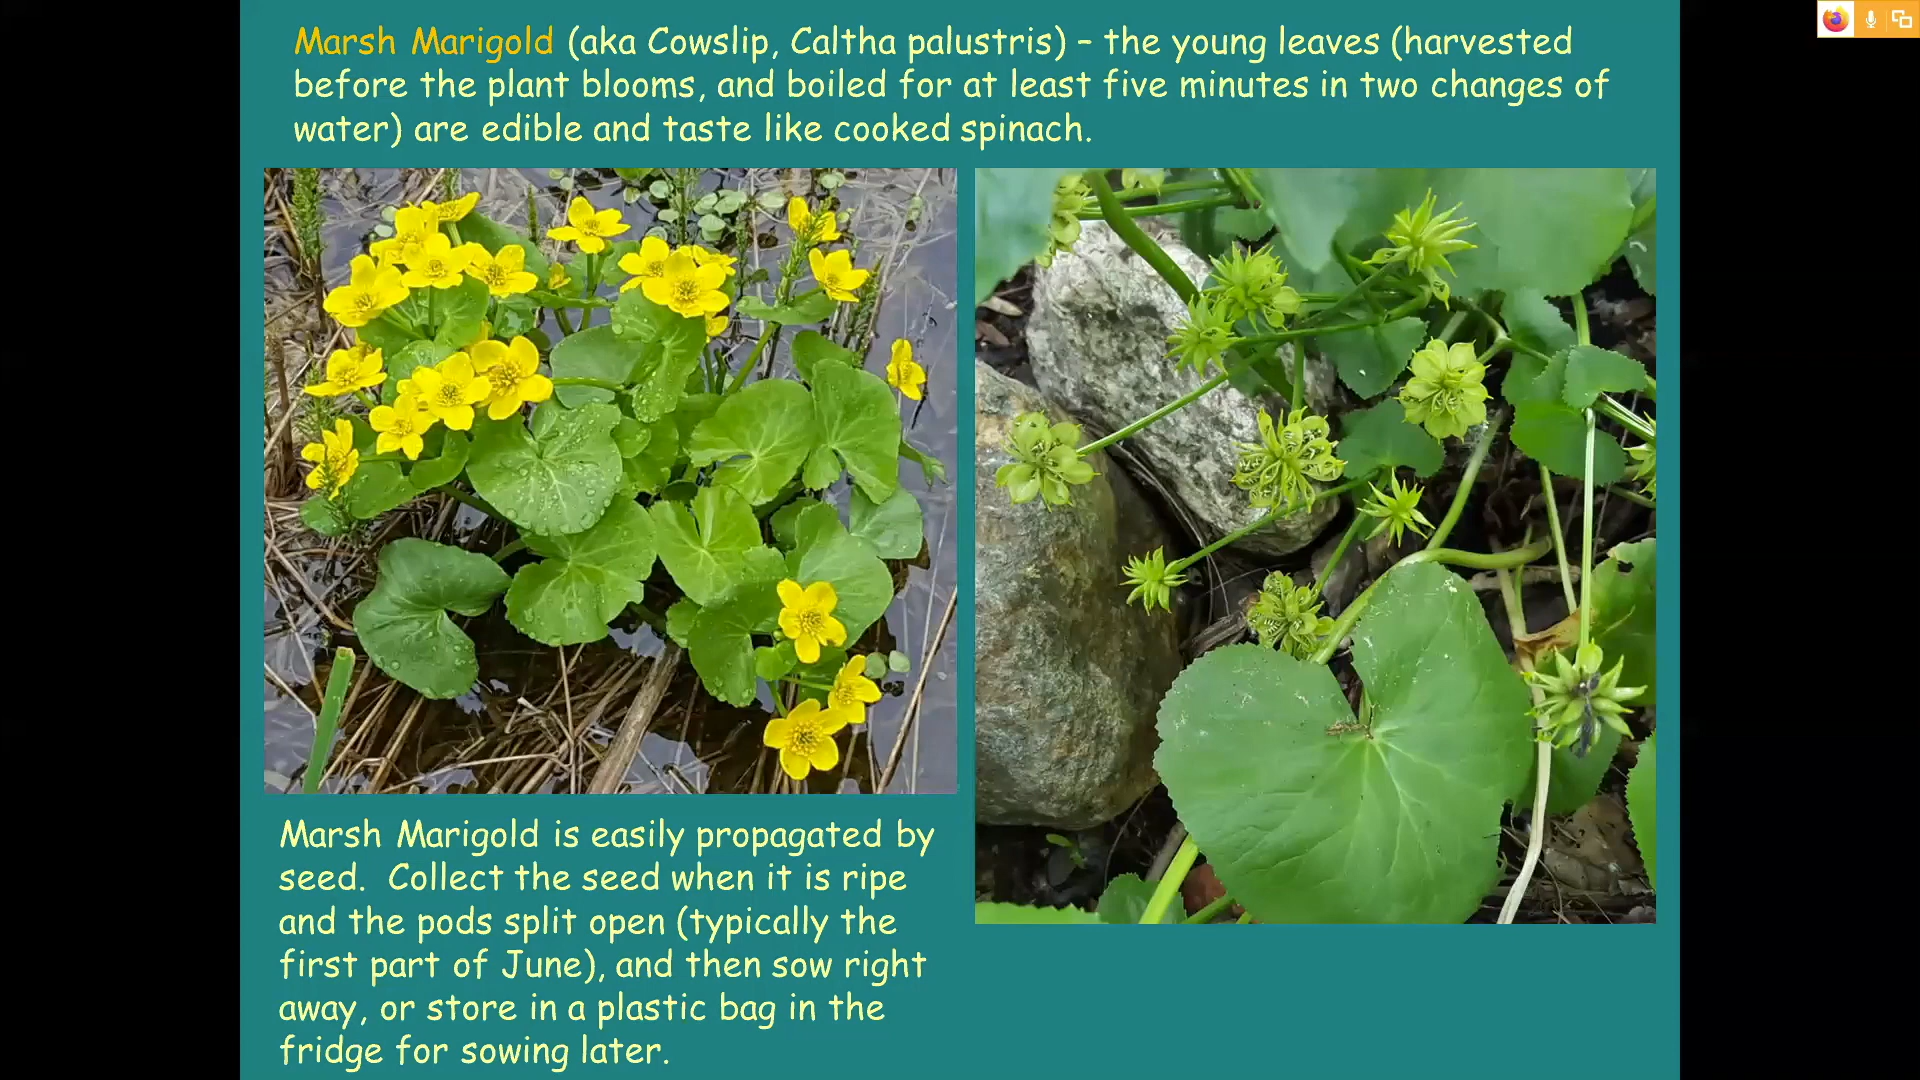 Marsh Marigold (aka Cowslip, Caltha palustris) – the young leaves (harvested
before the plant blooms, and boiled for at least five minutes in two changes of
water) are edible and taste like cooked spinach.
Marsh Marigold is easily propagated by
seed.  Collect the seed when it is ripe
and the pods split open (typically the
first part of June), and then sow right
away, or store in a plastic bag in the
fridge for sowing later.